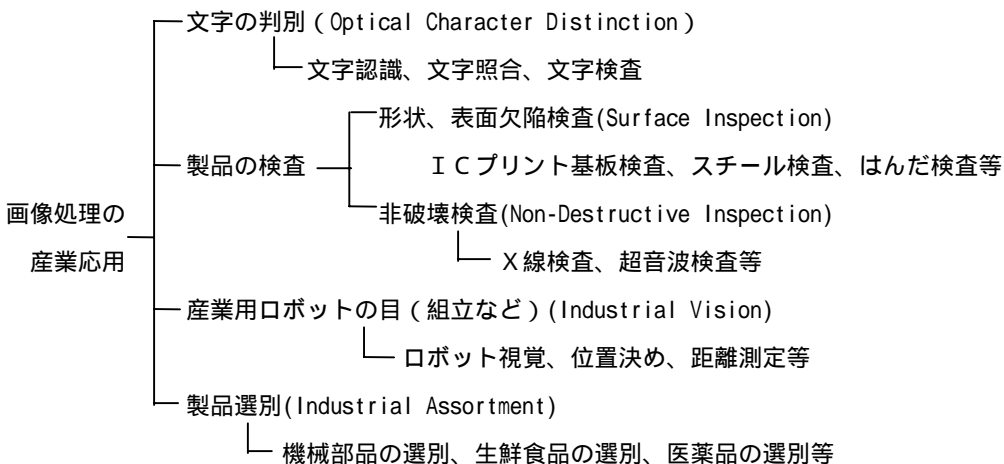 文字の判別（Optical Character Distinction）
文字認識、文字照合、文字検査
形状、表面欠陥検査(Surface Inspection)
製品の検査
ＩＣプリント基板検査、スチール検査、はんだ検査等
画像処理の
産業応用
非破壊検査(Non-Destructive Inspection)
Ｘ線検査、超音波検査等
産業用ロボットの目（組立など）(Industrial Vision)
ロボット視覚、位置決め、距離測定等
製品選別(Industrial Assortment)
機械部品の選別、生鮮食品の選別、医薬品の選別等